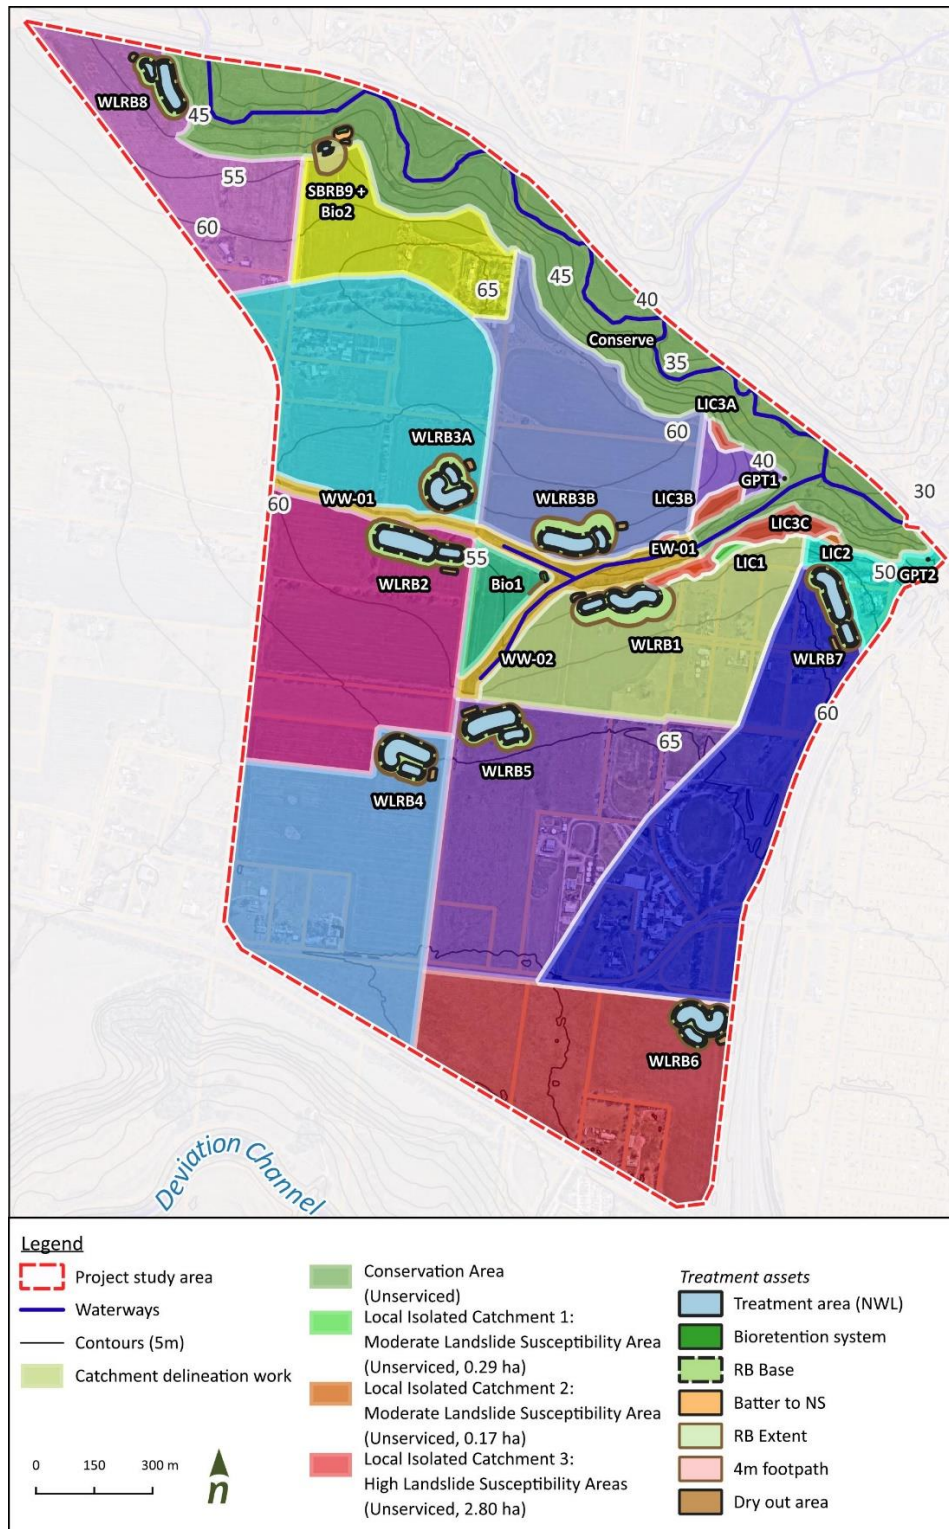 WLRB8
45
55
SBRB9 +
Bio2
60
65
45
40
Conserve
35
LIC3A
60
WLRB3A
40
GPT1
30
WW-01
60
WLRB3B
LIC3B
LIC3C
EW-01
55
WLRB2
Bio1
LIC1
LIC2
50
GPT2
WLRB1
WW-02
WLRB7
60
65
WLRB5
WLRB4
WLRB6
Deviation Channel
Legend
Project study area
Waterways
Contours (5m)
Catchment delineation work
0 150 300 m
n
Conservation Area
(Unserviced)
Local Isolated Catchment 1:
Moderate Landslide Susceptibility Area
(Unserviced, 0.29 ha)
Local Isolated Catchment 2:
Moderate Landslide Susceptibility Area
(Unserviced, 0.17 ha)
Local Isolated Catchment 3:
High Landslide Susceptibility Areas
(Unserviced, 2.80 ha)
Treatment assets
Treatment area (NWL)
Bioretention system
RB Base
Batter to NS
RB Extent
4m footpath
Dry out area